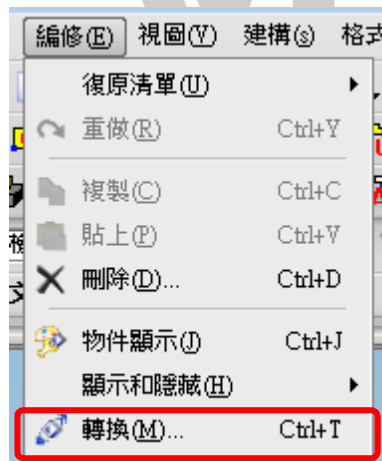 編修(E) 視圖(V) 建構(S) 格式
復原清單(U)
重做(R) Ctrl+Y
複製(C) Ctrl+C
貼上(P) Ctrl+V
刪除(D)... Ctrl+D
物件顯示(J) Ctrl+J
顯示和隱藏(H)
轉換(M)... Ctrl+T